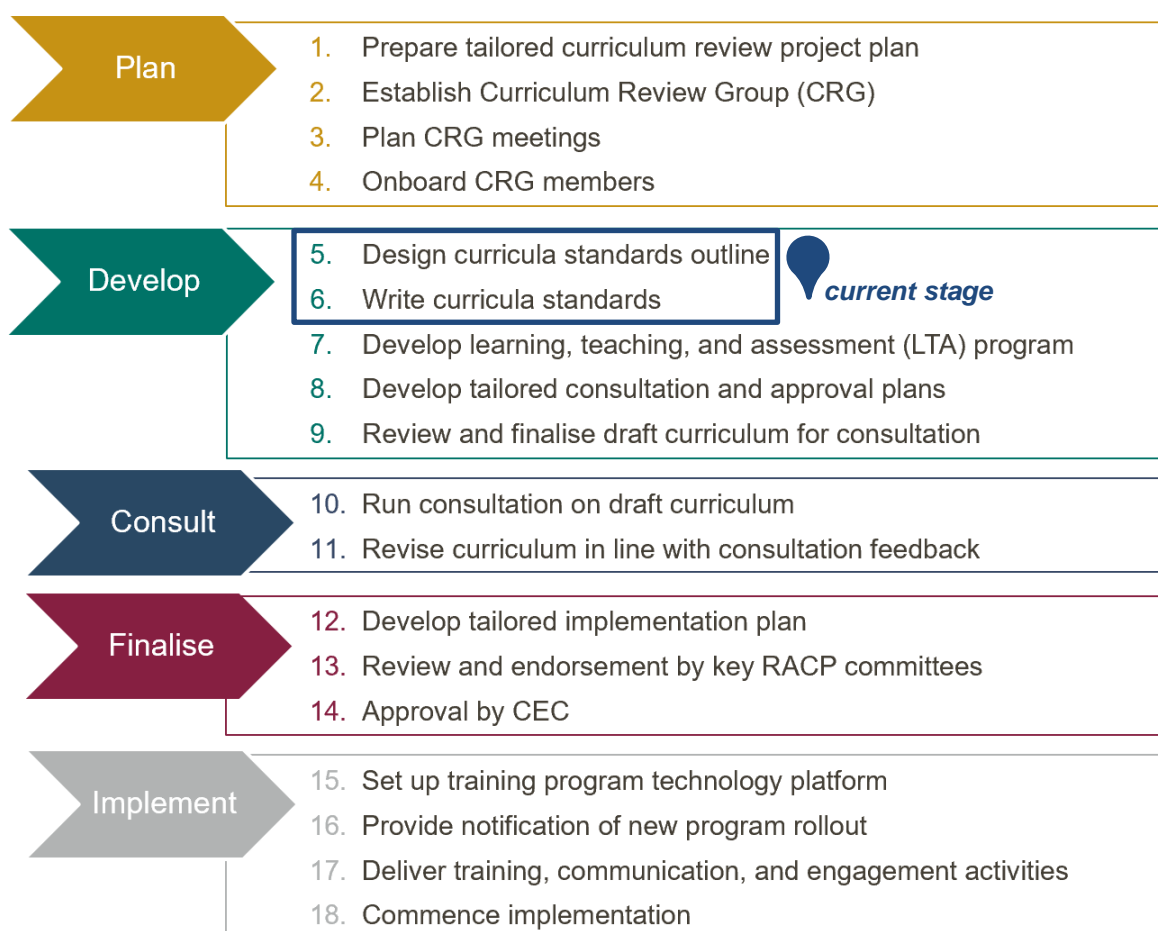 Plan
1. Prepare tailored curriculum review project plan
2. Establish Curriculum Review Group (CRG)
3. Plan CRG meetings
4. Onboard CRG members
Develop
5. Design curricula standards outline
6. Write curricula standards
current stage
7. Develop learning, teaching, and assessment (LTA) program
8. Develop tailored consultation and approval plans
9. Review and finalise draft curriculum for consultation
Consult
10. Run consultation on draft curriculum
11. Revise curriculum in line with consultation feedback
Finalise
12. Develop tailored implementation plan
13. Review and endorsement by key RACP committees
14. Approval by CEC
Implement
15. Set up training program technology platform
16. Provide notification of new program rollout
17. Deliver training, communication, and engagement activities
18. Commence implementation